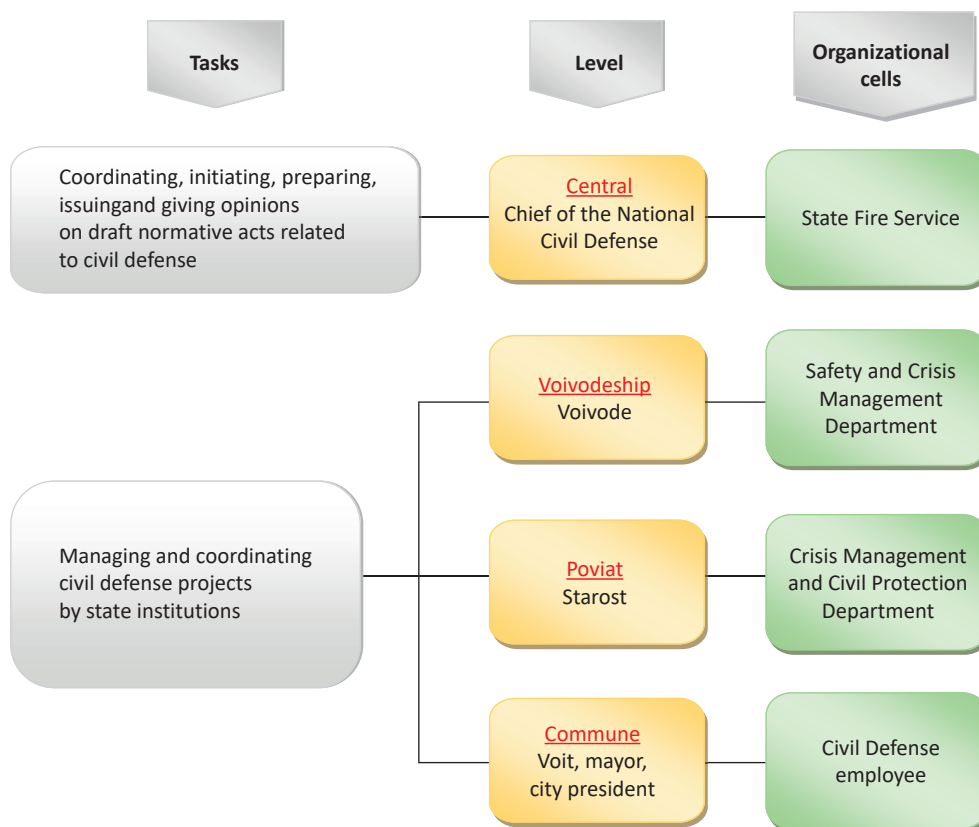 Tasks
Level
Organizational
cells
Coordinating, initiating, preparing,
issuingand giving opinions
on draft normative acts related
to civil defense
Central
Chief of the National
Civil Defense
State Fire Service
Managing and coordinating
civil defense projects
by state institutions
Voivodeship
Voivode
Safety and Crisis
Management
Department
Poviat
Starost
Crisis Management
and Civil Protection
Department
Commune
Voit, mayor,
city president
Civil Defense
employee